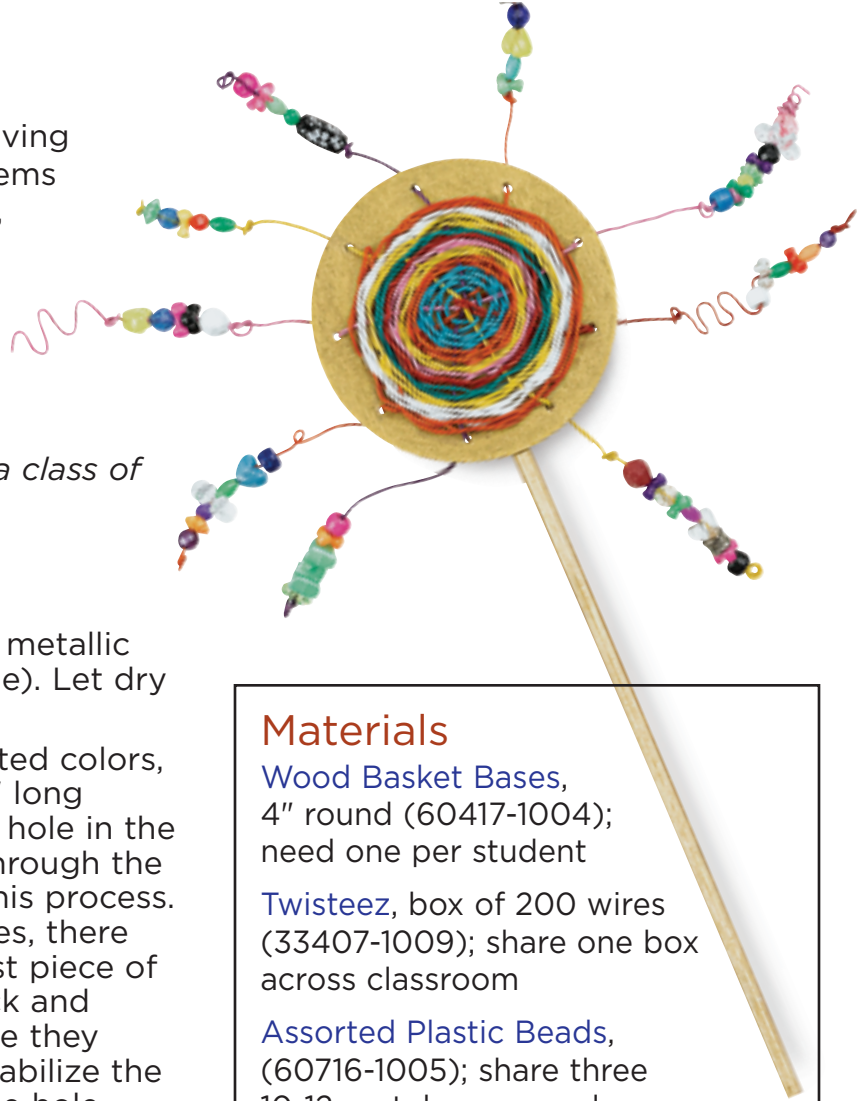 ving
ems
a class of
metallic
e). Let dry
ted colors,
long
hole in the
hrough the
his process.
es, there
st piece of
k and
e they
abilize the
Materials
Wood Basket Bases,
4" round (60417-1004);
need one per student
Twisteez, box of 200 wires
(33407-1009); share one box
across classroom
Assorted Plastic Beads,
(60716-1005); share three